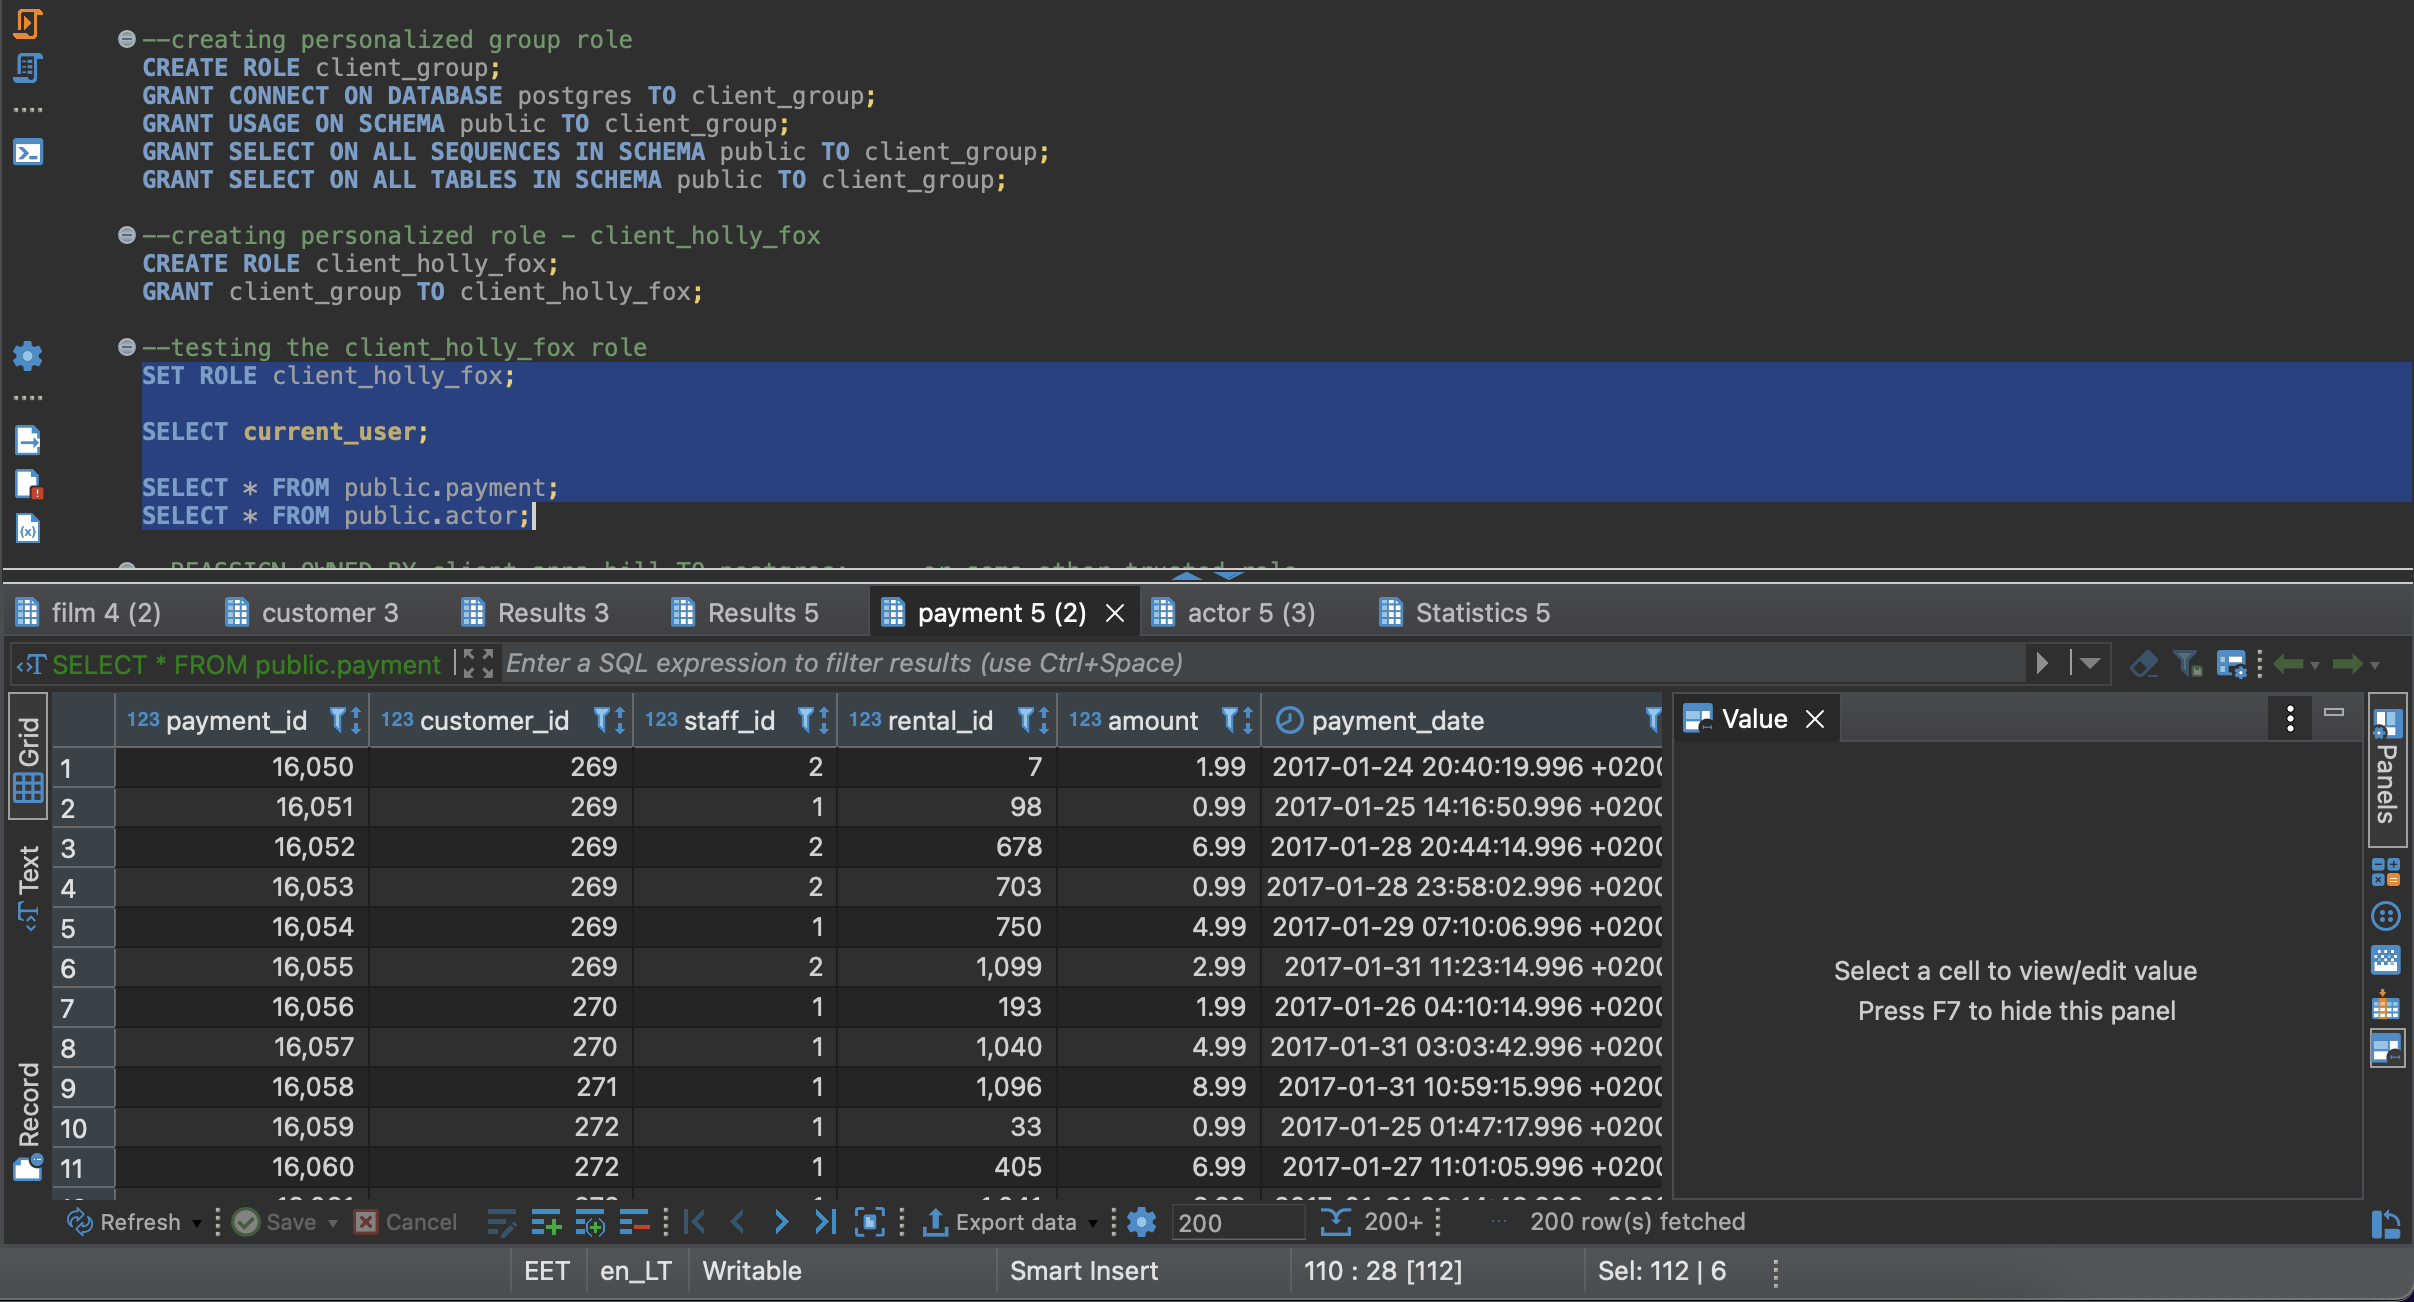 --creating personalized group role
CREATE ROLE client_group;
GRANT CONNECT ON DATABASE postgres TO client_group;
GRANT USAGE ON SCHEMA public TO client_group;
GRANT SELECT ON ALL SEQUENCES IN SCHEMA public TO client_group;
GRANT SELECT ON ALL TABLES IN SCHEMA public TO client_group;
--creating personalized role - client_holly_fox
CREATE ROLE client_holly_fox;
GRANT client_group TO client_holly_fox;
--testing the client_holly_fox role
SET ROLE client_holly_fox;
SELECT current_user;
SELECT * FROM public.payment;
SELECT * FROM public.actor;
film 4 (2) customer 3 Results 3 Results 5 payment 5 (2) actor 5 (3) Statistics 5
SELECT * FROM public.payment Enter a SQL expression to filter results (use Ctrl+Space)
Grid
Text
Record
123 payment_id 123 customer_id 123 staff_id 123 rental_id 123 amount payment_date
1 16,050 269 2 7 1.99 2017-01-24 20:40:19.996 +020
2 16,051 269 1 98 0.99 2017-01-25 14:16:50.996 +020
3 16,052 269 2 678 6.99 2017-01-28 20:44:14.996 +020
4 16,053 269 2 703 0.99 2017-01-28 23:58:02.996 +020
5 16,054 269 1 750 4.99 2017-01-29 07:10:06.996 +020
6 16,055 269 2 1,099 2.99 2017-01-31 11:23:14.996 +020
7 16,056 270 1 193 1.99 2017-01-26 04:10:14.996 +020
8 16,057 270 1 1,040 4.99 2017-01-31 03:03:42.996 +020
9 16,058 271 1 1,096 8.99 2017-01-31 10:59:15.996 +020
10 16,059 272 1 33 0.99 2017-01-25 01:47:17.996 +020
11 16,060 272 1 405 6.99 2017-01-27 11:01:05.996 +020
Value
Select a cell to view/edit value
Press F7 to hide this panel
Panels
Refresh Save Cancel Export data 200 200+ 200 row(s) fetched
EET en_LT Writable Smart Insert 110 : 28 [112] Sel: 112 | 6